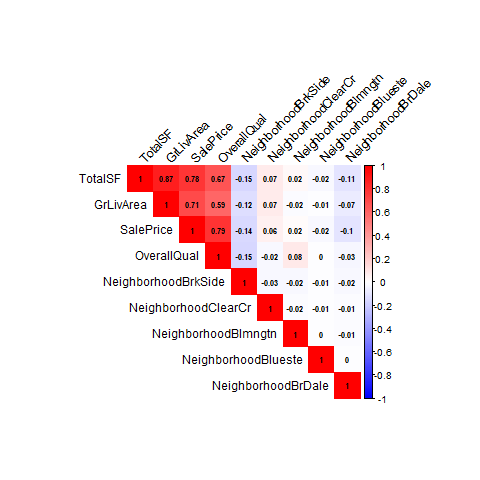 TotalSF
GrLivArea
SalePrice
OverallQual
NeighborhoodBrkSide
NeighborhoodClearCr
NeighborhoodBlmngtn
NeighborhoodBlueste
NeighborhoodBrDale
TotalSF 1 0.87 0.78 0.67 -0.15 0.07 0.02 -0.02 -0.11
GrLivArea 1 0.71 0.59 -0.12 0.07 -0.02 -0.01 -0.07
SalePrice 1 0.79 -0.14 0.06 0.02 -0.02 -0.1
OverallQual 1 -0.15 -0.02 0.08 0 -0.03
NeighborhoodBrkSide 1 -0.03 -0.02 -0.01 -0.02
NeighborhoodClearCr 1 -0.02 -0.01 -0.01
NeighborhoodBlmngtn 1 0 -0.01
NeighborhoodBlueste 1 0
NeighborhoodBrDale 1
1
0.8
0.6
0.4
0.2
0
-0.2
-0.4
-0.6
-0.8
-1